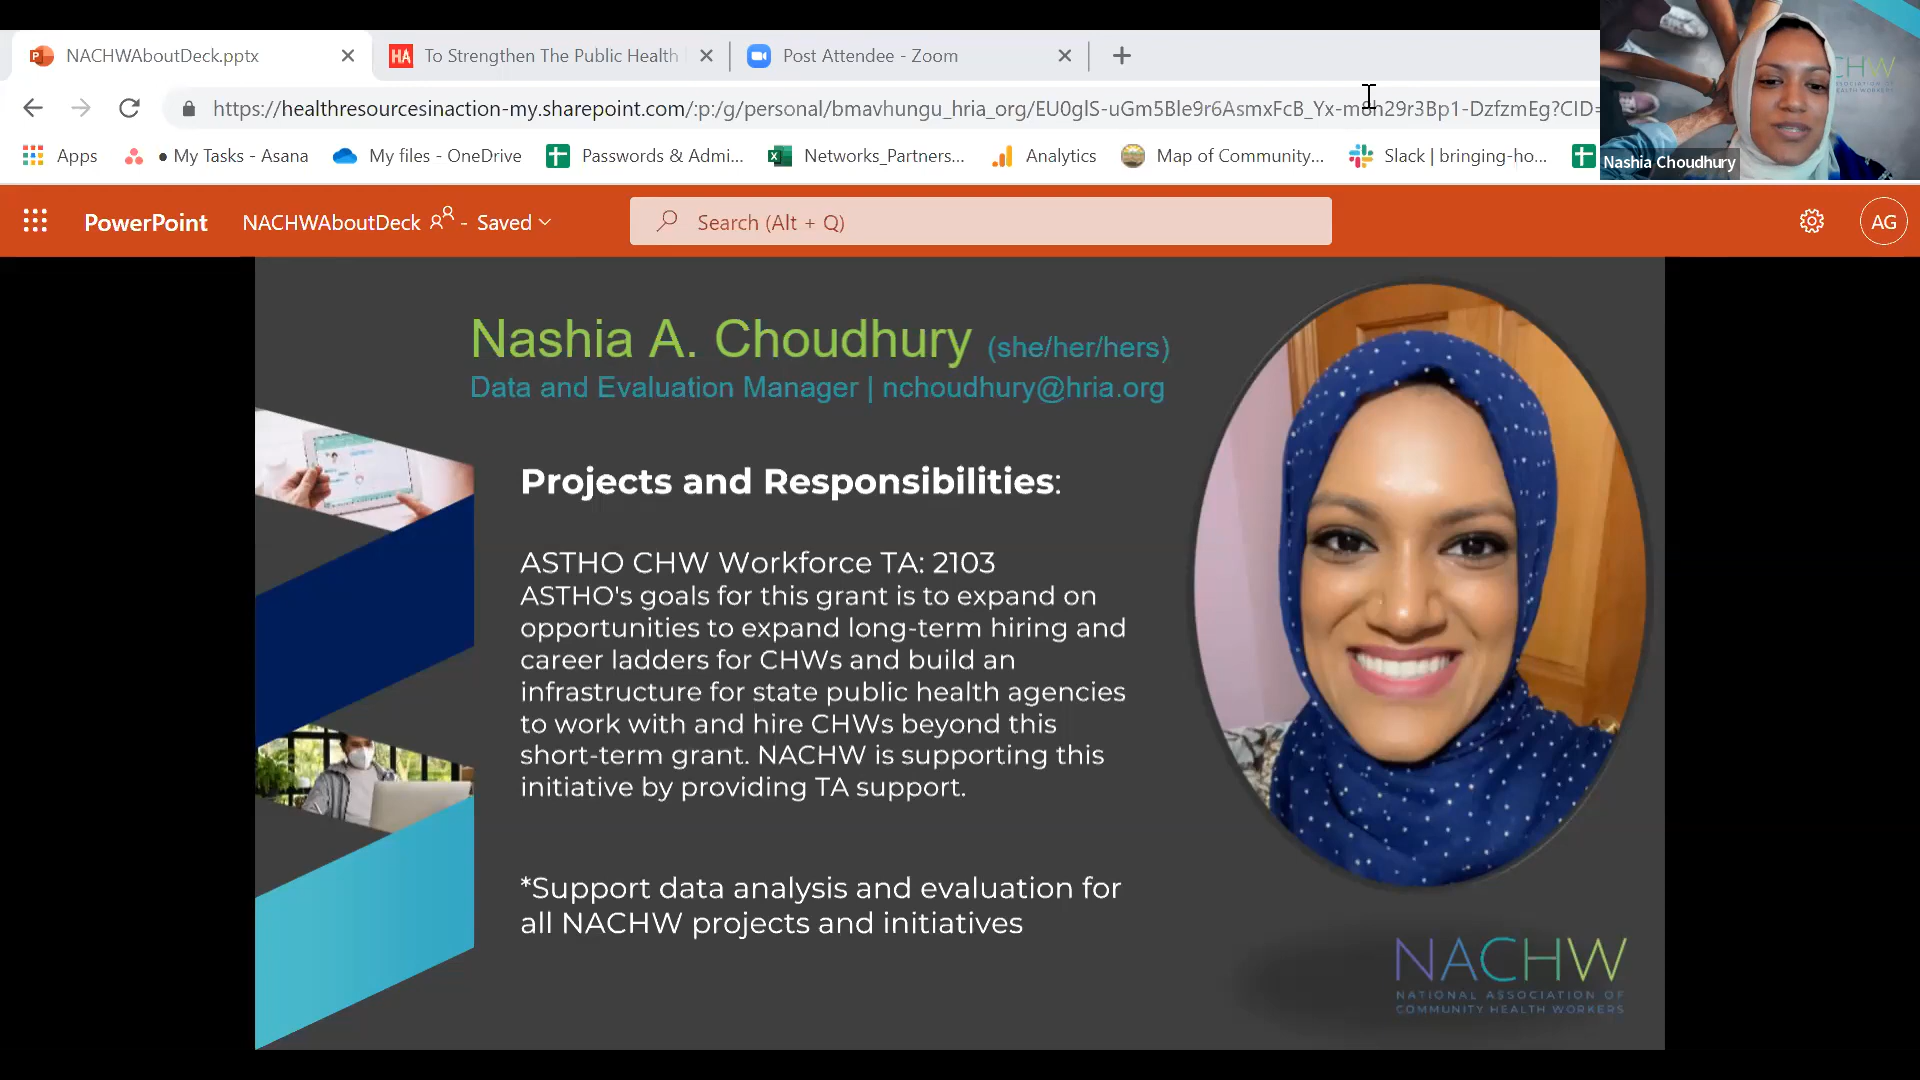 NACHWAboutDeck.pptx
To Strengthen The Public Health
Post Attendee - Zoom
https://healthresourcesinaction-my.sharepoint.com/:p:/g/personal/bmavhungu_hria_org/
Apps
My Tasks - Asana
My files - OneDrive
Passwords & Admi...
Networks_Partners...
Analytics
Map of Community...
Slack | bringing-ho...
Nashia Choudhury
PowerPoint
NACHWAboutDeck - Saved
Search (Alt + Q)
AG
Nashia A. Choudhury (she/her/hers)
Data and Evaluation Manager | nchoudhury@hria.org
Projects and Responsibilities:
ASTHO CHW Workforce TA: 2103
ASTHO's goals for this grant is to expand on
opportunities to expand long-term hiring and
career ladders for CHWs and build an
infrastructure for state public health agencies
to work with and hire CHWs beyond this
short-term grant. NACHW is supporting this
initiative by providing TA support.
*Support data analysis and evaluation for
all NACHW projects and initiatives
NACHW
NATIONAL ASSOCIATION OF
COMMUNITY HEALTH WORKERS